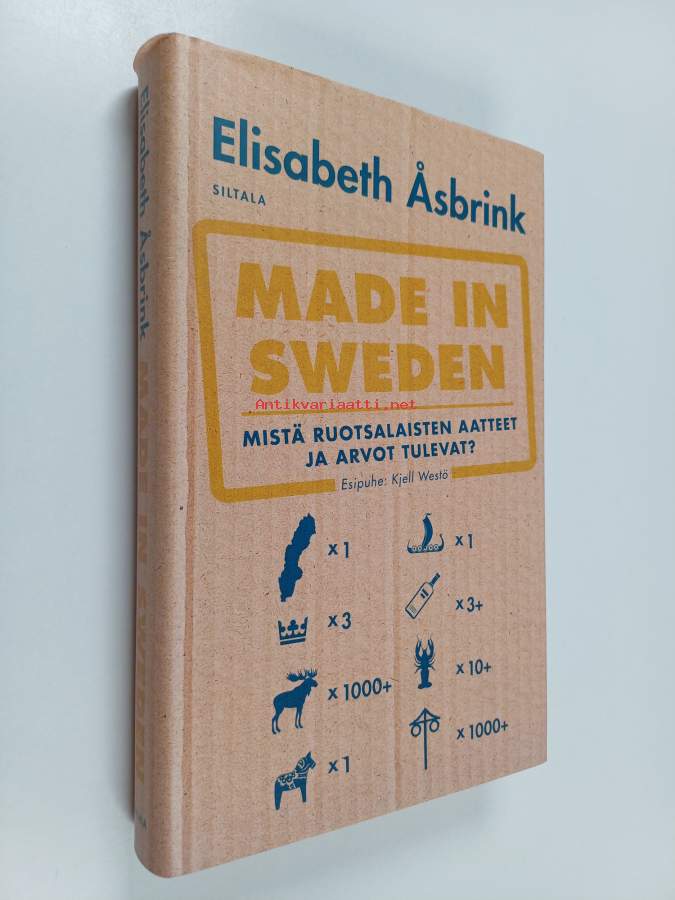 Elisabeth Åsbrink
SILTALA
MADE IN
SWEDEN
Antikvariaatti.net
MISTÄ RUOTSALAISTEN AATTEET
JA ARVOT TULEVAT?
Esipuhe: Kjell Westö
x 1
x 1
x 3
x 3+
x 1000+
x 10+
x 1
x 1000+
Elisabeth Åsbrink
MADE IN SWEDEN